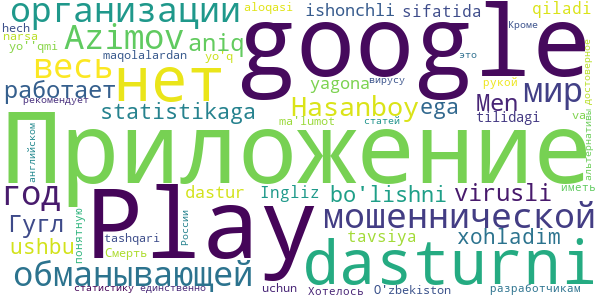 организации google aloqasi ishonchli sifatida qiladi
hech Azimov aniq Кроме
narsa yo'qmi весь нет maqolalardan yo'q это
работает yagona вирусу рукой мир достоверное
рекомендует statistikaga Hasanboy ega Men va
ma'lumot статей tilidagi альтернативы
английском Приложение
год Play dastur Ingliz bo'lishni virusli иметь
Гугл понятную России мошеннической
ushbu tashqari tavsiya xohladim
Смерть dasturni
обманывающей
статистику единственно uchun Хотелось O'zbekiston разработчикам